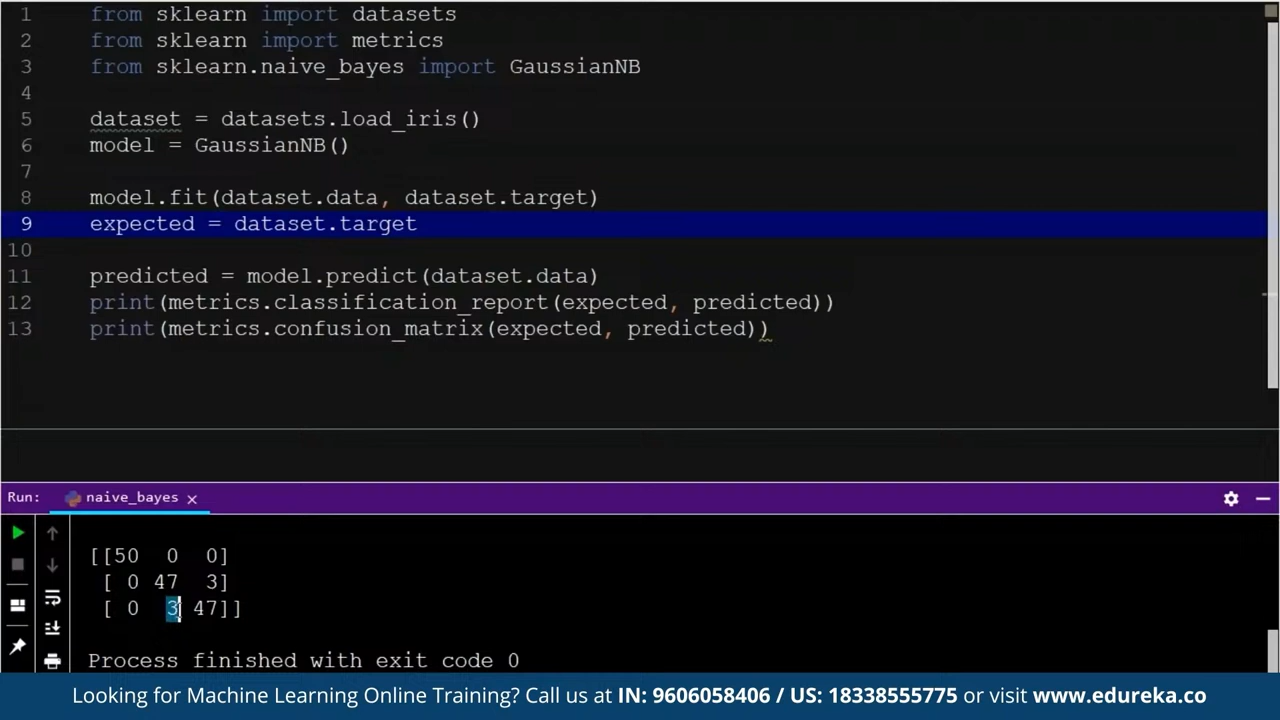 1 from sklearn import datasets
2 from sklearn import metrics
3 from sklearn.naive_bayes import GaussianNB
4
5 dataset = datasets.load_iris()
6 model = GaussianNB()
7
8 model.fit(dataset.data, dataset.target)
9 expected = dataset.target
10
11 predicted = model.predict(dataset.data)
12 print(metrics.classification_report(expected, predicted))
13 print(metrics.confusion_matrix(expected, predicted))
Run: naive_bayes
[[50 0 0]
[ 0 47 3]
[ 0 3 47]]
Process finished with exit code 0
Looking for Machine Learning Online Training? Call us at IN: 9606058406 / US: 18338555775 or visit www.edureka.co